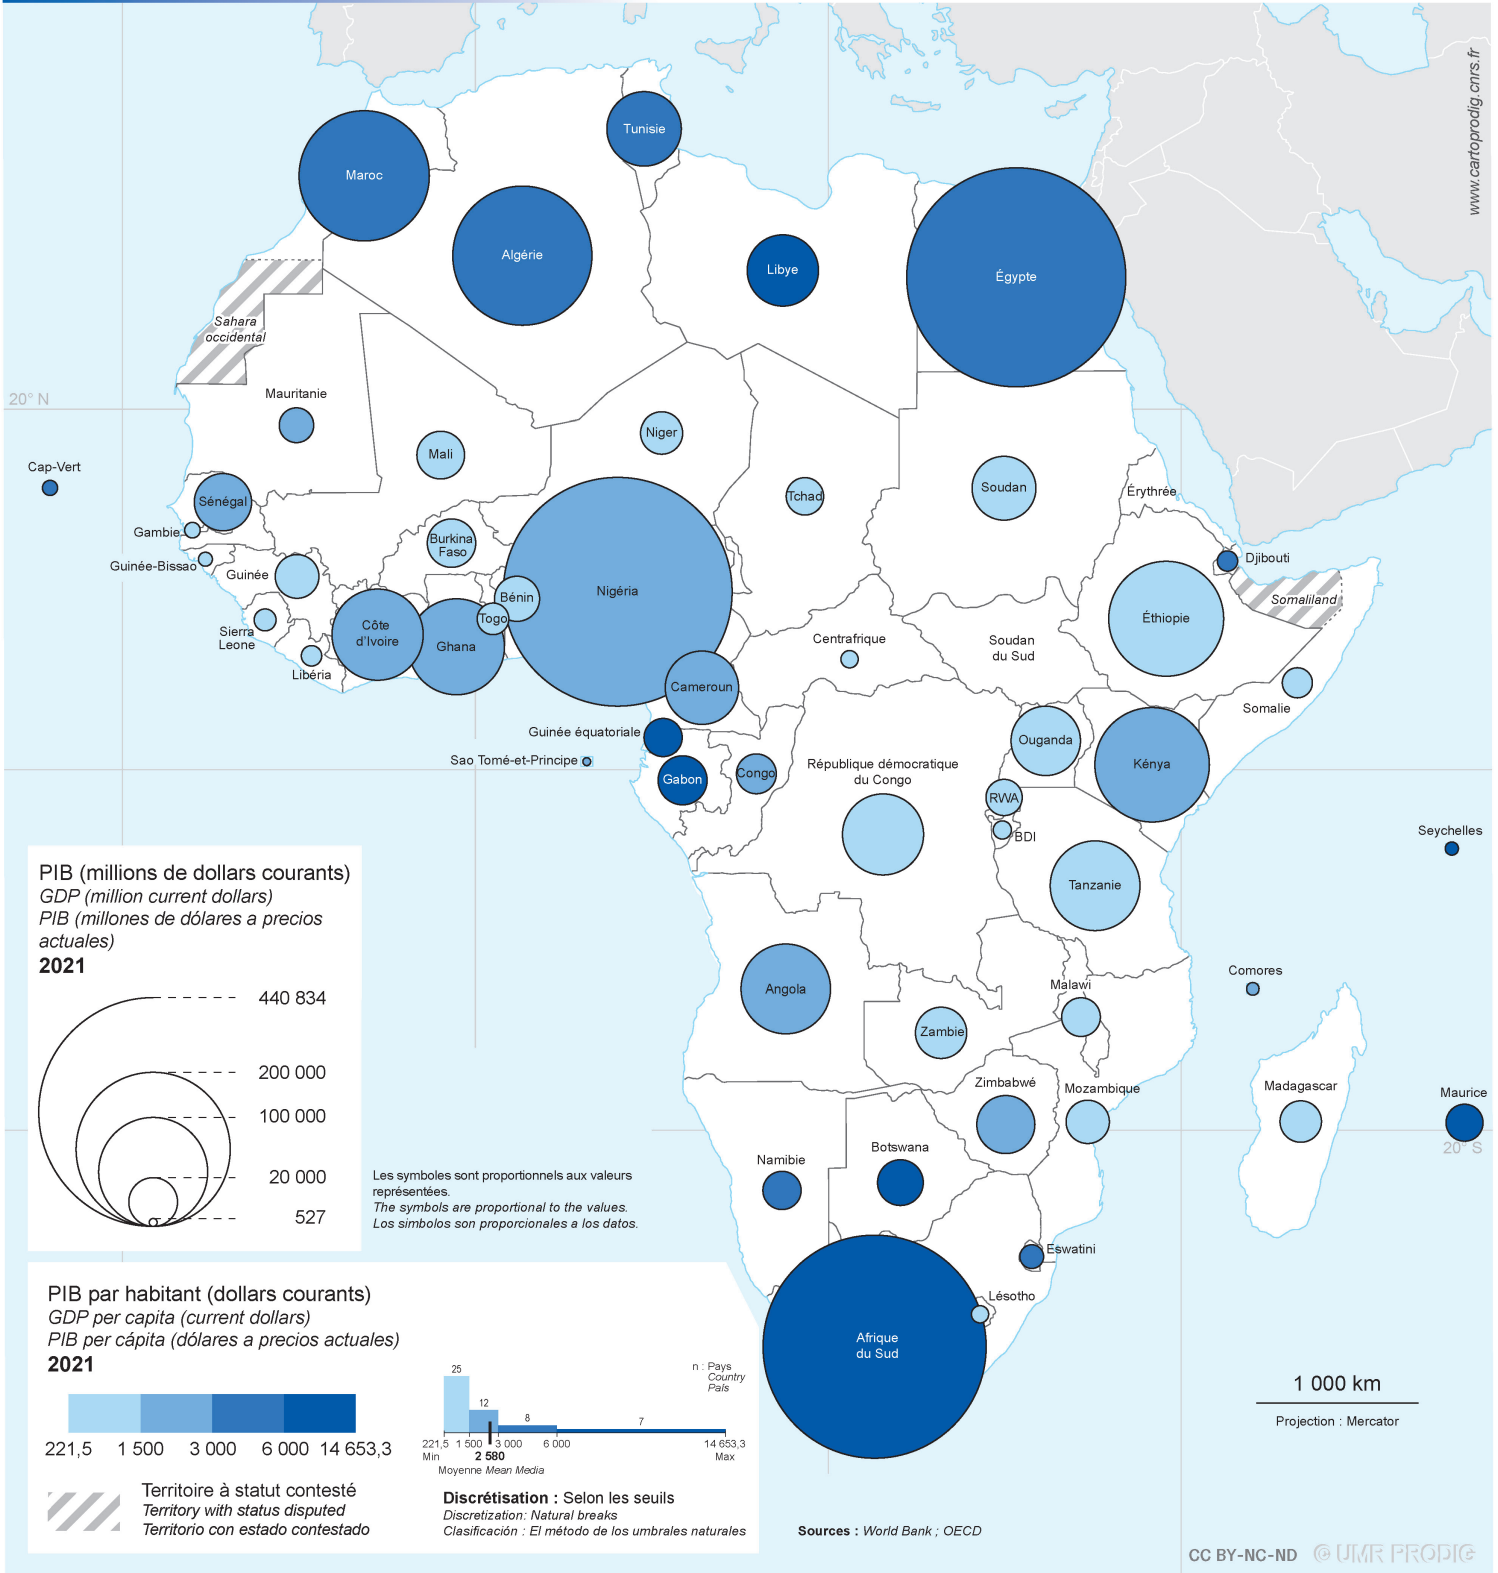 www.cartoprodig.cnrs.fr
Tunisie
Maroc
Algérie
Libye
Égypte
Sahara
occidental
Mauritanie
20° N
Niger
Mali
Cap-Vert
Tchad
Soudan
Érythrée
Sénégal
Gambie
Burkina
Faso
Djibouti
Guinée-Bissao
Guinée
Nigéria
Bénin
Somaliland
Togo
Éthiopie
Côte
d'Ivoire
Sierra
Leone
Ghana
Centrafrique
Soudan
du Sud
Libéria
Cameroun
Somalie
Guinée équatoriale
Ouganda
Sao Tomé-et-Principe
République démocratique
du Congo
Kénya
Gabon
Congo
RWA
BDI
Seychelles
Tanzanie
Comores
Malawi
Angola
Zambie
Zimbabwé
Mozambique
Madagascar
Maurice
20° S
Botswana
Namibie
Eswatini
Lésotho
Afrique
du Sud
PIB (millions de dollars courants)
GDP (million current dollars)
PIB (millones de dólares a precios
actuales)
2021
440 834
200 000
100 000
20 000
527
Les symboles sont proportionnels aux valeurs
représentées.
The symbols are proportional to the values.
Los simbolos son proporcionales a los datos.
PIB par habitant (dollars courants)
GDP per capita (current dollars)
PIB per cápita (dólares a precios actuales)
2021
221,5 1 500 3 000 6 000 14 653,3
Territoire à statut contesté
Territory with status disputed
Territorio con estado contestado
n : Pays
Country
País
25
12
8
7
221,5 1 500 3 000 6 000 14 653,3
Min 2 580 Max
Moyenne Mean Media
Discrétisation : Selon les seuils
Discretization: Natural breaks
Clasificación : El método de los umbrales naturales
1 000 km
Projection : Mercator
Sources : World Bank ; OECD
CC BY-NC-ND © UMR PRODIG